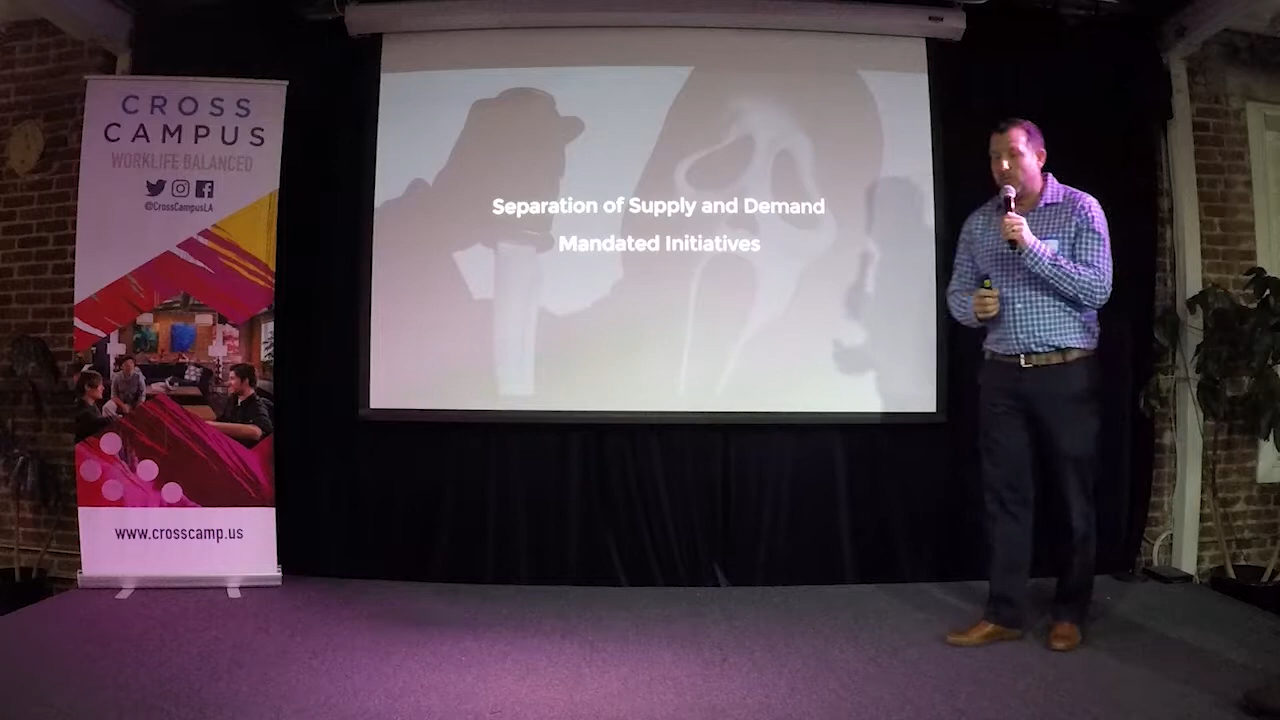 CROSS
CAMPUS
WORKLIFE BALANCED
@CrossCampusLA
www.crosscamp.us
Separation of Supply and Demand
Mandated Initiatives